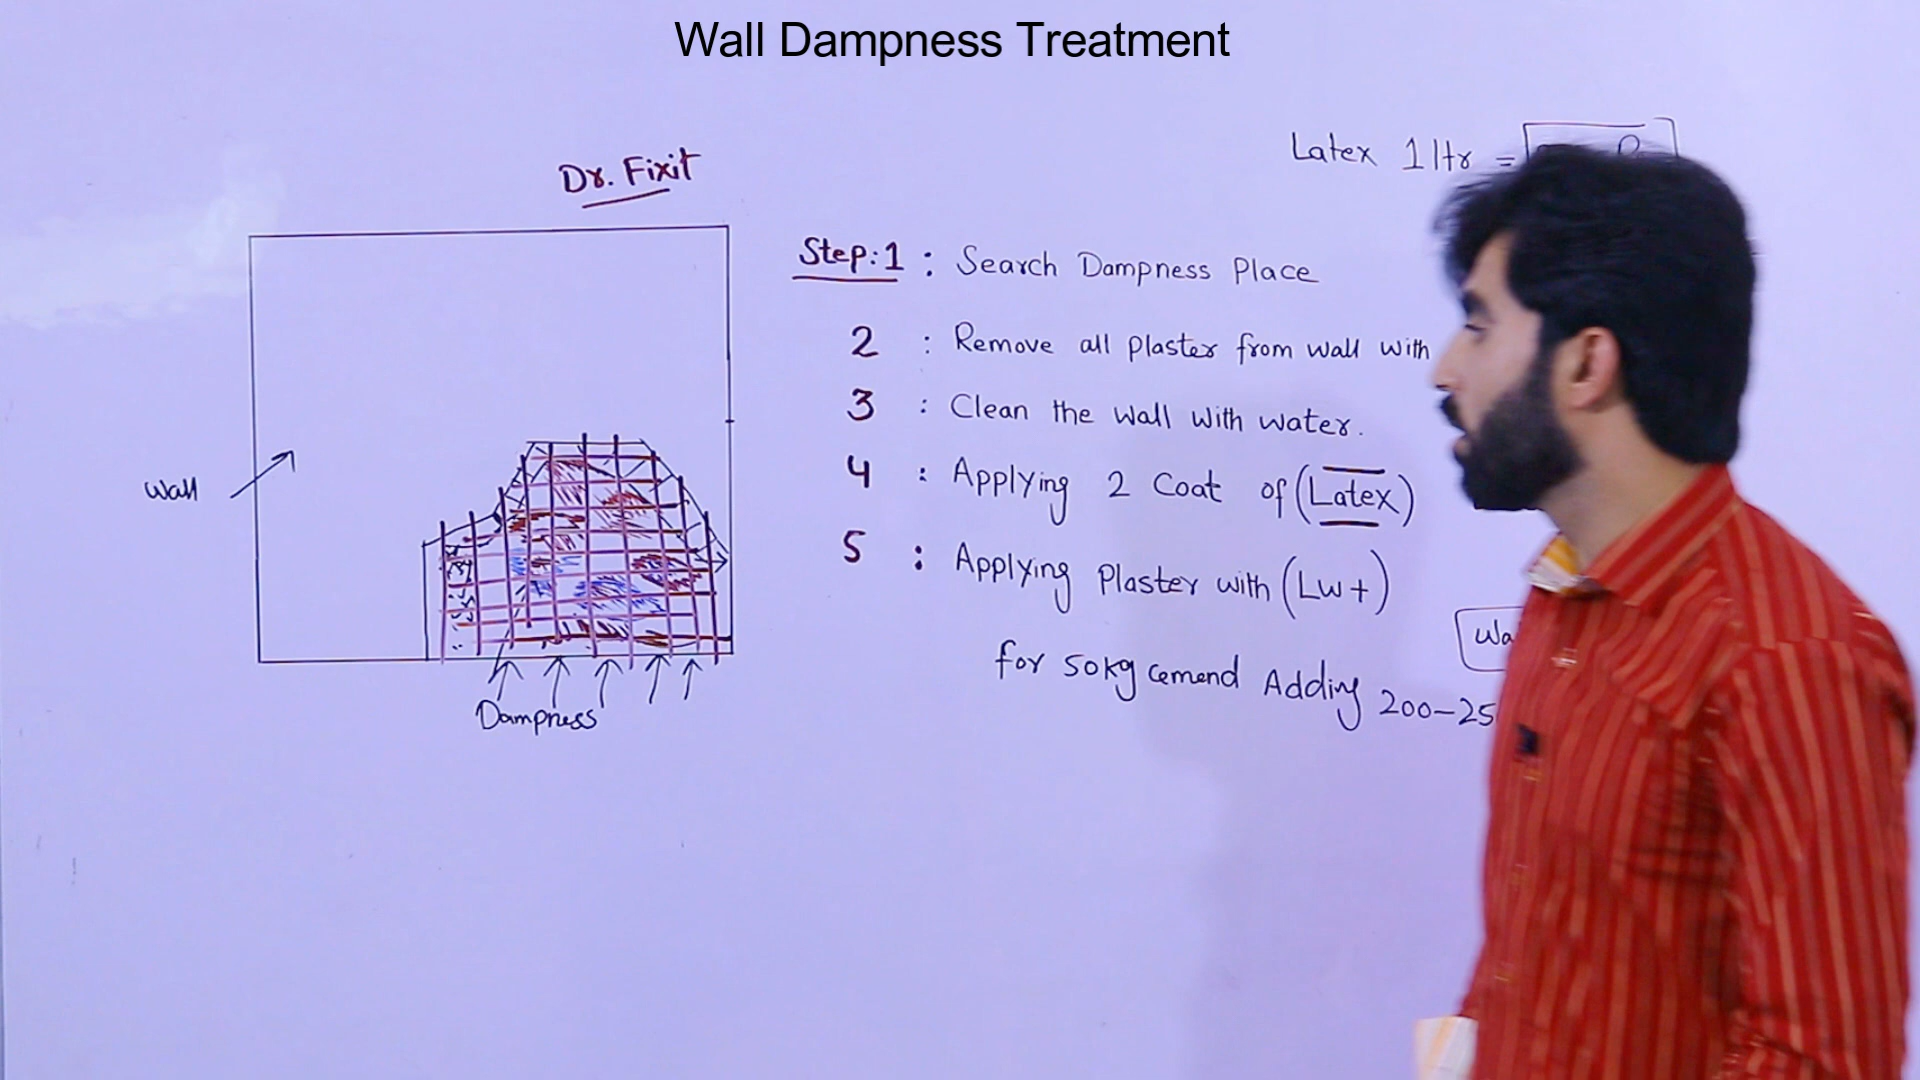 Wall Dampness Treatment
Dr. Fixit
Latex 1 ltr =
Step:1 : Search Dampness Place
2 : Remove all plaster from wall with
3 : Clean the wall with water.
4 : Applying 2 Coat of (Latex)
5 : Applying Plaster with (Lw+)
for 50kg cemend Adding 200-25
Wall
Dampness